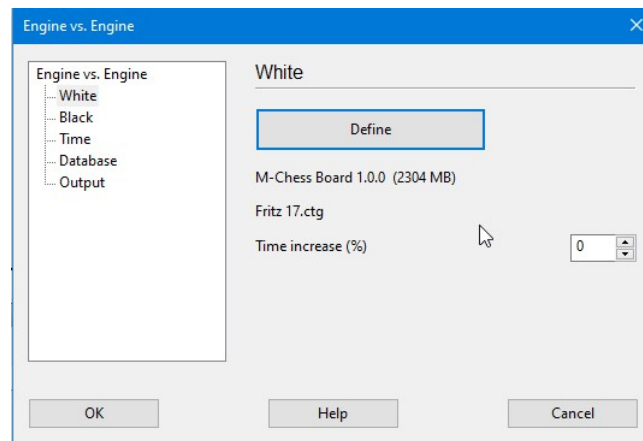 Engine vs. Engine
Engine vs. Engine
White
Black
Time
Database
Output
White
Define
M-Chess Board 1.0.0 (2304 MB)
Fritz 17.ctg
Time increase (%)
0
OK
Help
Cancel